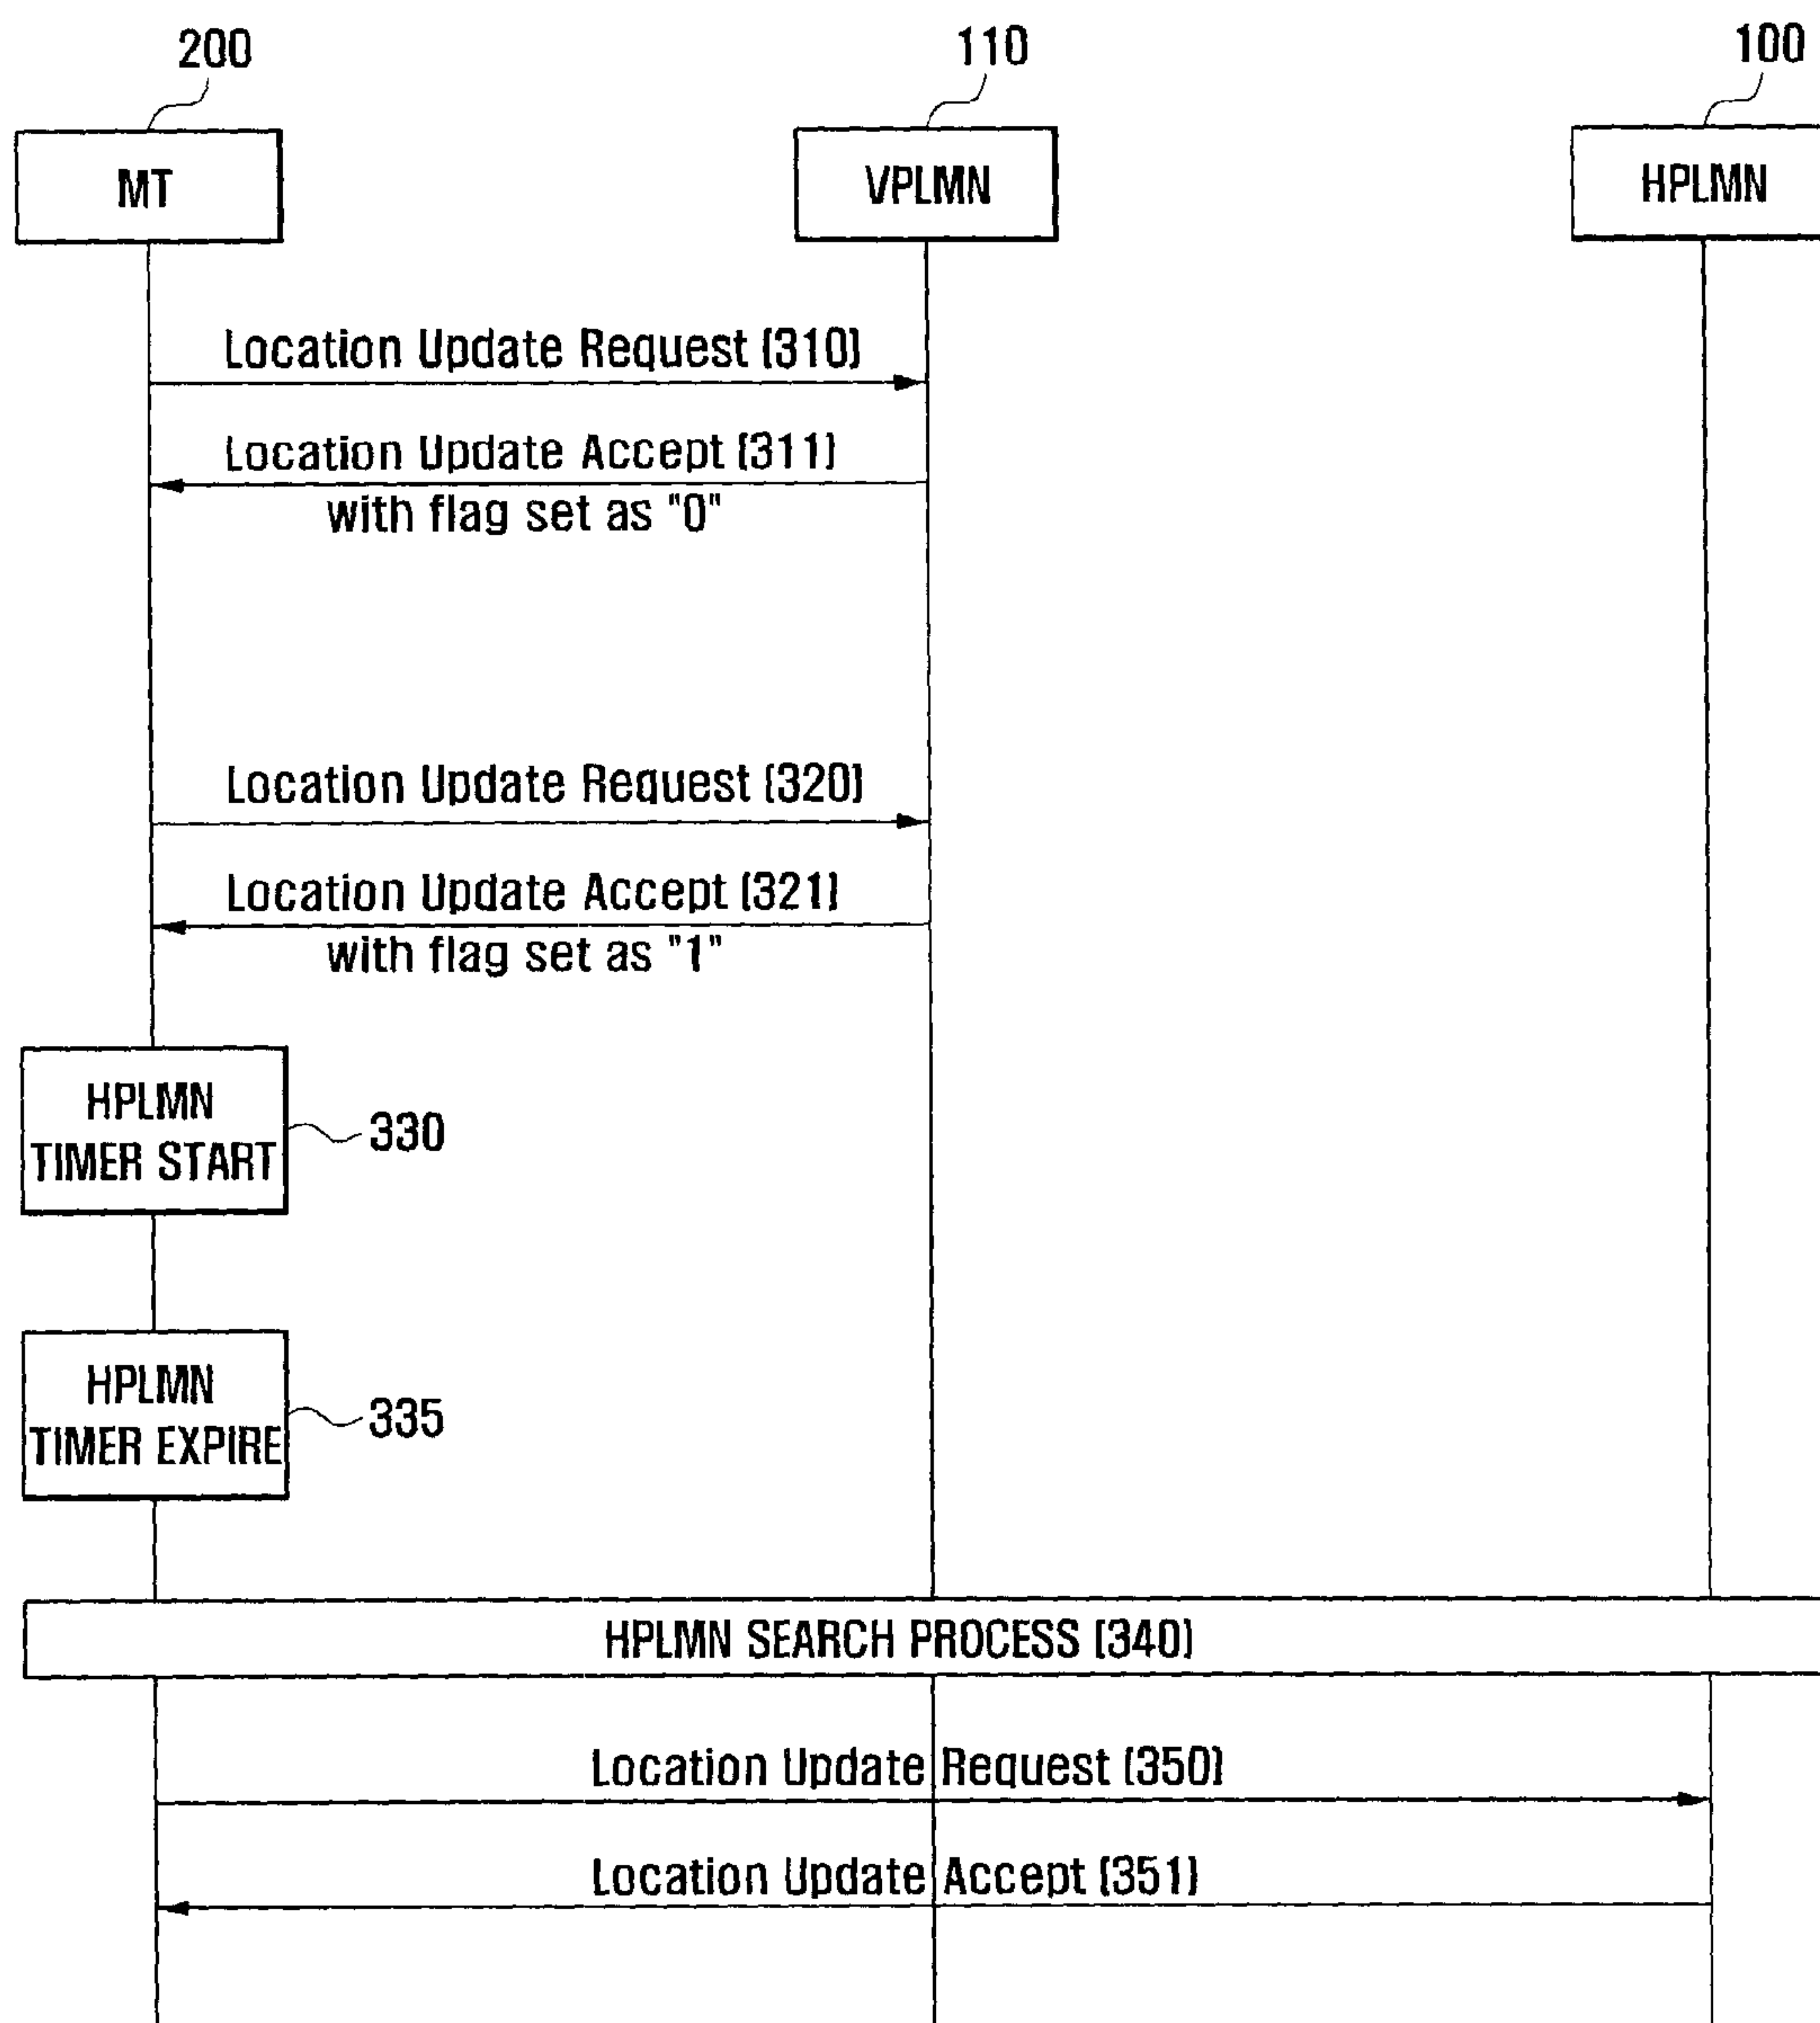 200
110
100
MT
VPLMN
HPLMN
Location Update Request (310)
Location Update Accept (311)
with flag set as "0"
Location Update Request (320)
Location Update Accept (321)
with flag set as "1"
HPLMN
TIMER START
330
HPLMN
TIMER EXPIRE
335
HPLMN SEARCH PROCESS (340)
Location Update Request (350)
Location Update Accept (351)